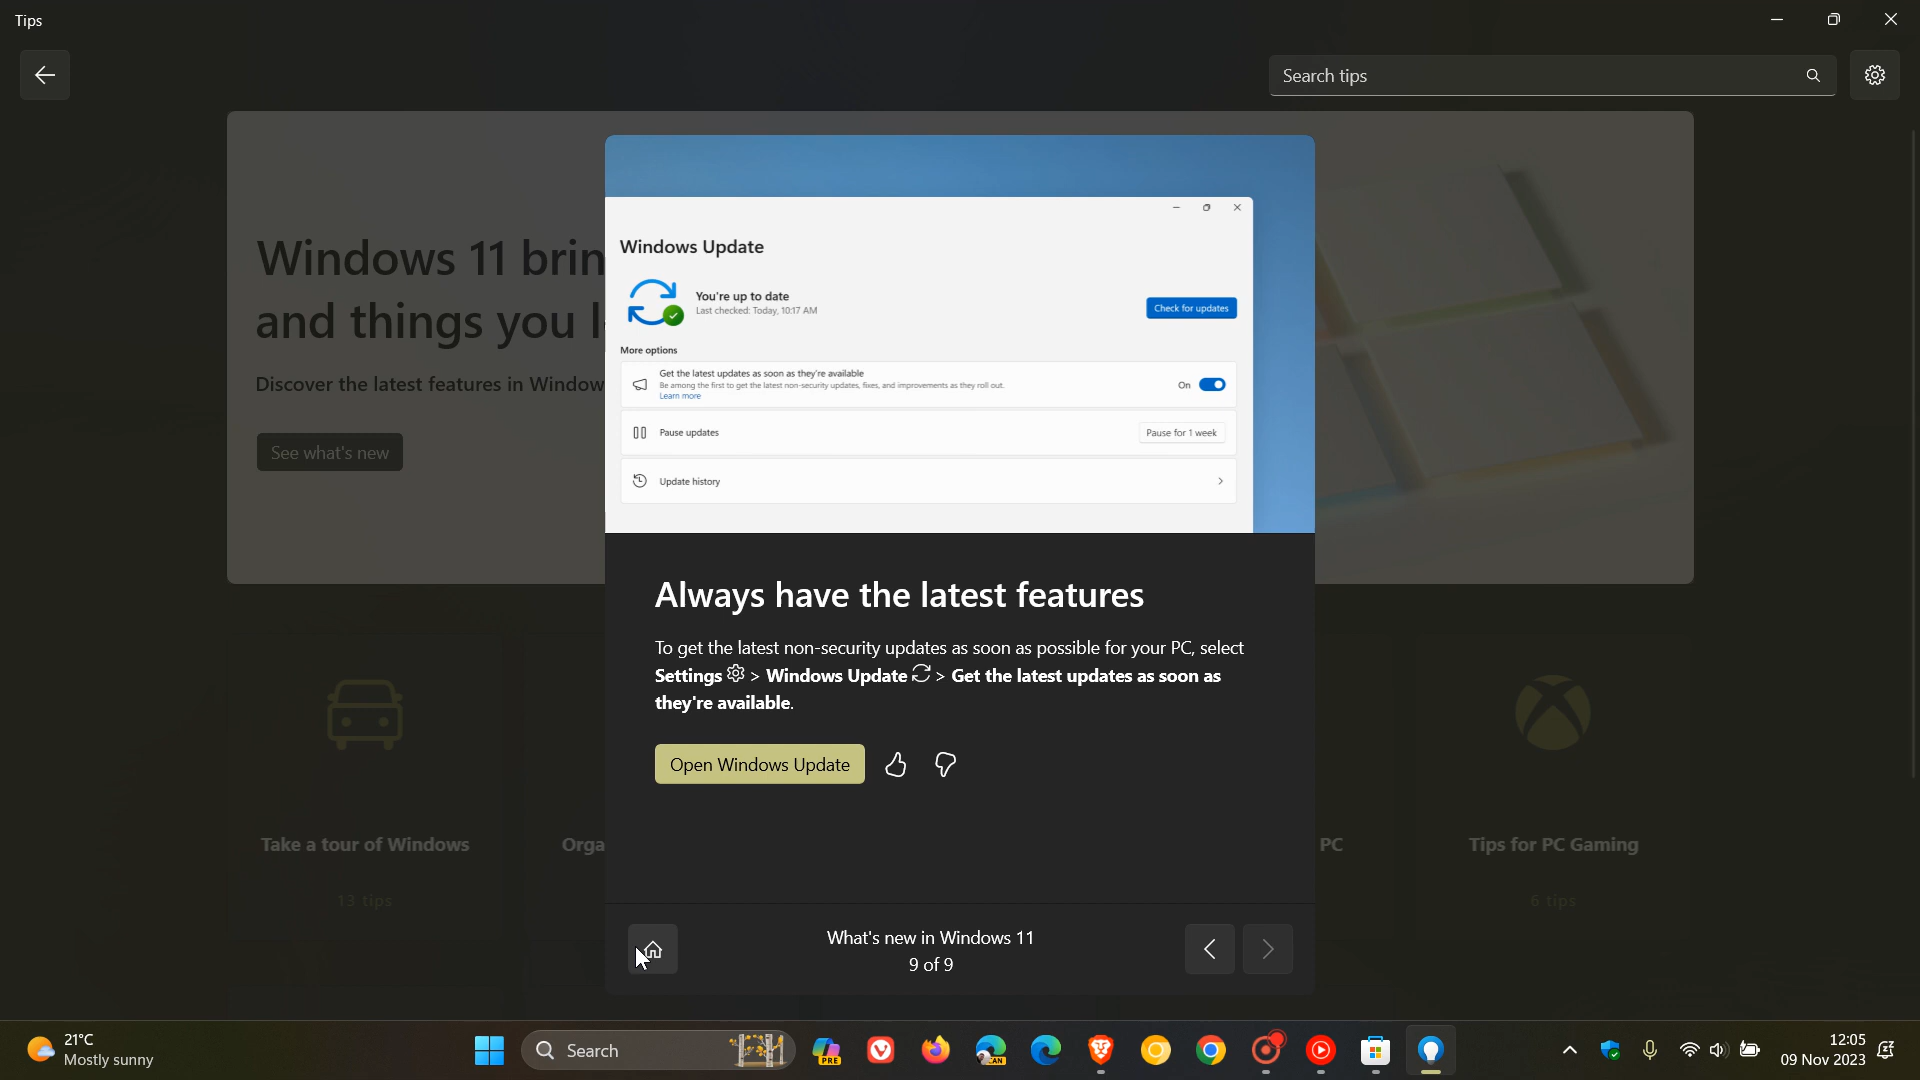 Tips
Search tips
Windows 11 brin
and things you l
Discover the latest features in Window
See what's new
Windows Update
You're up to date
Last checked: Today, 10:17 AM
Check for updates
More options
Get the latest updates as soon as they're available
Be among the first to get the latest non-security updates, fixes, and improvements as they roll out.
Learn more
On
Pause updates
Pause for 1 week
Update history
Always have the latest features
To get the latest non-security updates as soon as possible for your PC, select
Settings > Windows Update > Get the latest updates as soon as
they're available.
Open Windows Update
Take a tour of Windows
13 tips
Orga
PC
Tips for PC Gaming
6 tips
What's new in Windows 11
9 of 9
21°C
Mostly sunny
Search
PRE
CAN
12:05
09 Nov 2023